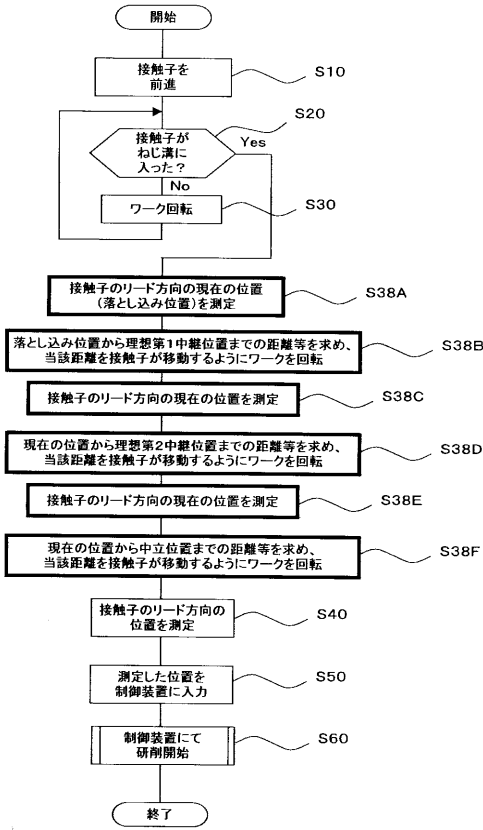 開始
接触子を
前進
S10
接触子が
ねじ溝に
入った？
S20
Yes
No
ワーク回転
S30
接触子のリード方向の現在の位置
（落とし込み位置）を測定
S38A
落とし込み位置から理想第1中継位置までの距離等を求め、
当該距離を接触子が移動するようにワークを回転
S38B
接触子のリード方向の現在の位置を測定
S38C
現在の位置から理想第2中継位置までの距離等を求め、
当該距離を接触子が移動するようにワークを回転
S38D
接触子のリード方向の現在の位置を測定
S38E
現在の位置から中立位置までの距離等を求め、
当該距離を接触子が移動するようにワークを回転
S38F
接触子のリード方向の
位置を測定
S40
測定した位置を
制御装置に入力
S50
制御装置にて
研削開始
S60
終了